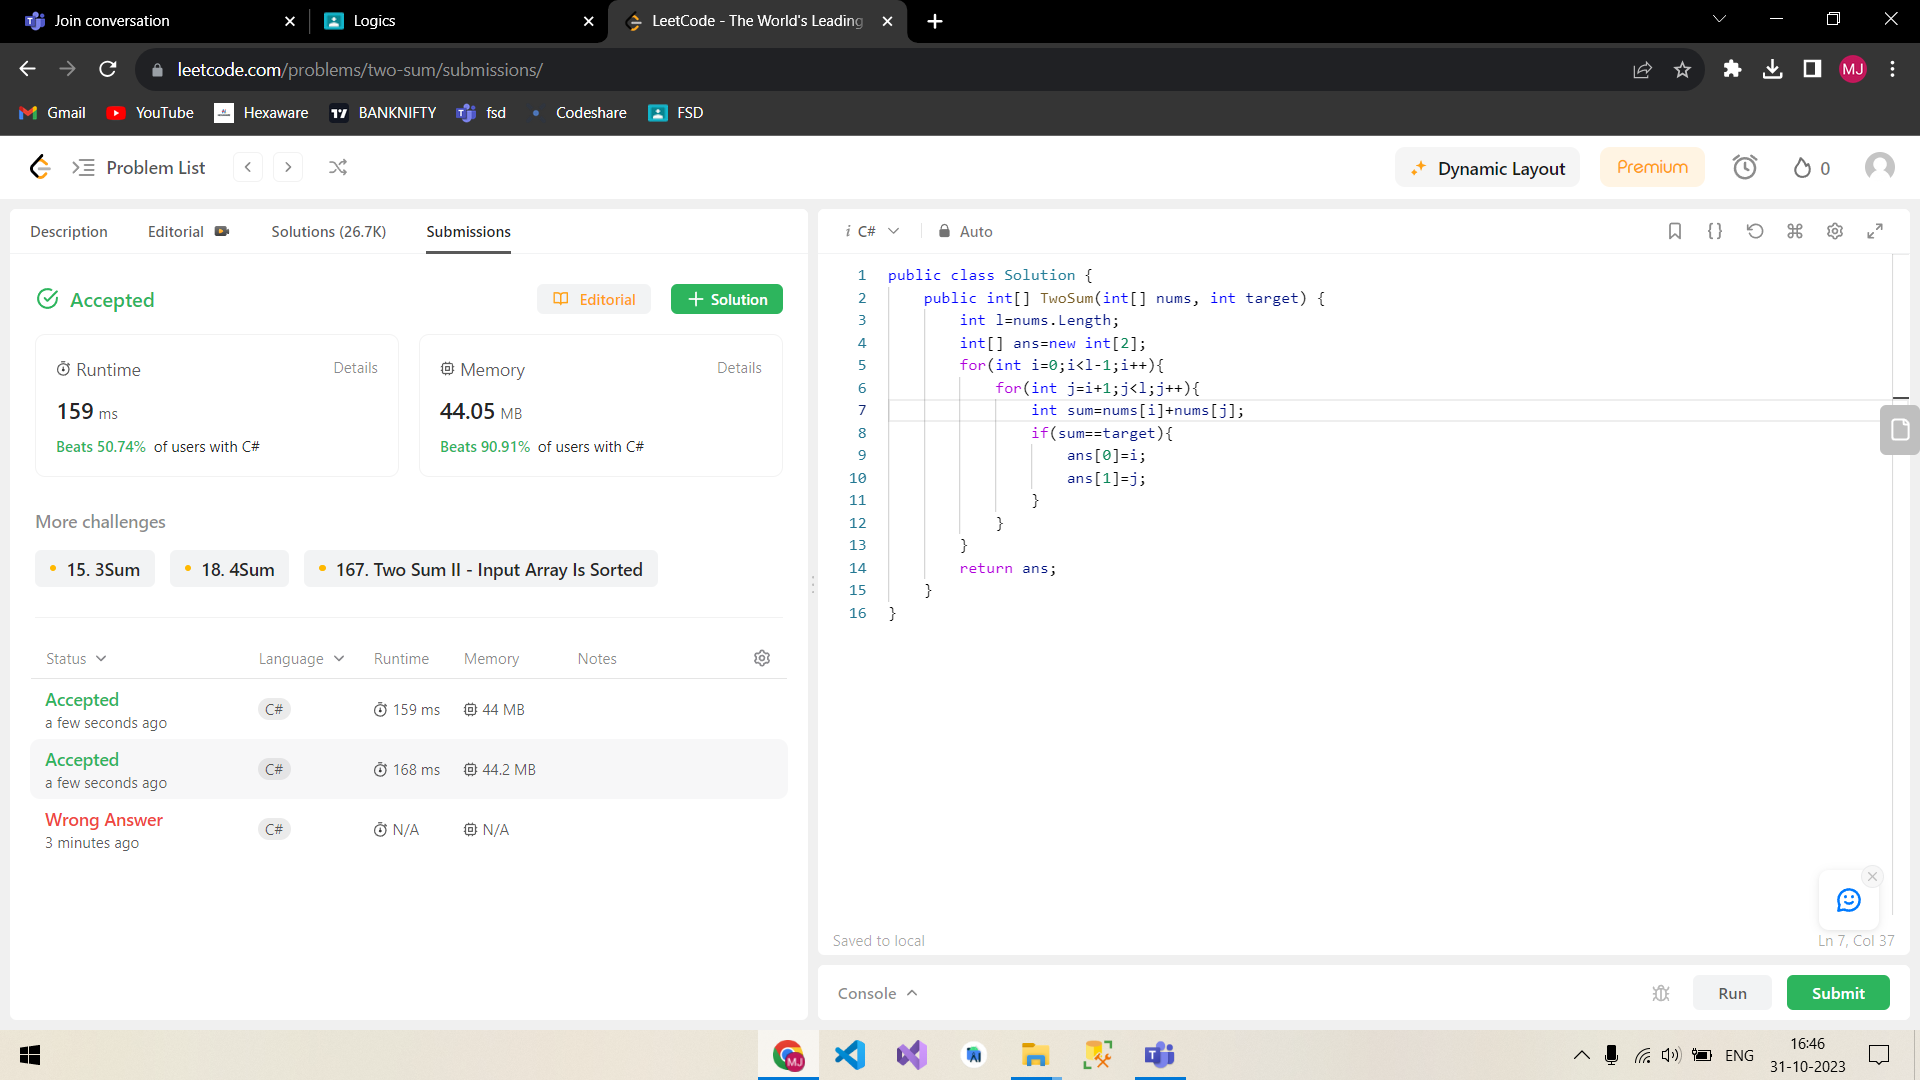 Join conversation
Logics
LeetCode - The World's Leading
leetcode.com/problems/two-sum/submissions/
MJ
Gmail
YouTube
Hexaware
BANKNIFTY
fsd
Codeshare
FSD
Problem List
Dynamic Layout
Premium
0
Description
Editorial
Solutions (26.7K)
Submissions
Accepted
Editorial
Solution
Runtime
Details
159 ms
Beats 50.74% of users with C#
Memory
Details
44.05 MB
Beats 90.91% of users with C#
More challenges
15. 3Sum
18. 4Sum
167. Two Sum II - Input Array Is Sorted
Status
Language
Runtime
Memory
Notes
Accepted
a few seconds ago
C#
159 ms
44 MB
Accepted
a few seconds ago
C#
168 ms
44.2 MB
Wrong Answer
3 minutes ago
C#
N/A
N/A
i C#
Auto
1 public class Solution {
2 public int[] TwoSum(int[] nums, int target) {
3 int l=nums.Length;
4 int[] ans=new int[2];
5 for(int i=0;i<l-1;i++){
6 for(int j=i+1;j<l;j++){
7 int sum=nums[i]+nums[j];
8 if(sum==target){
9 ans[0]=i;
10 ans[1]=j;
11 }
12 }
13 }
14 return ans;
15 }
16 }
Saved to local
Ln 7, Col 37
Console
Run
Submit
MJ
ENG
16:46
31-10-2023